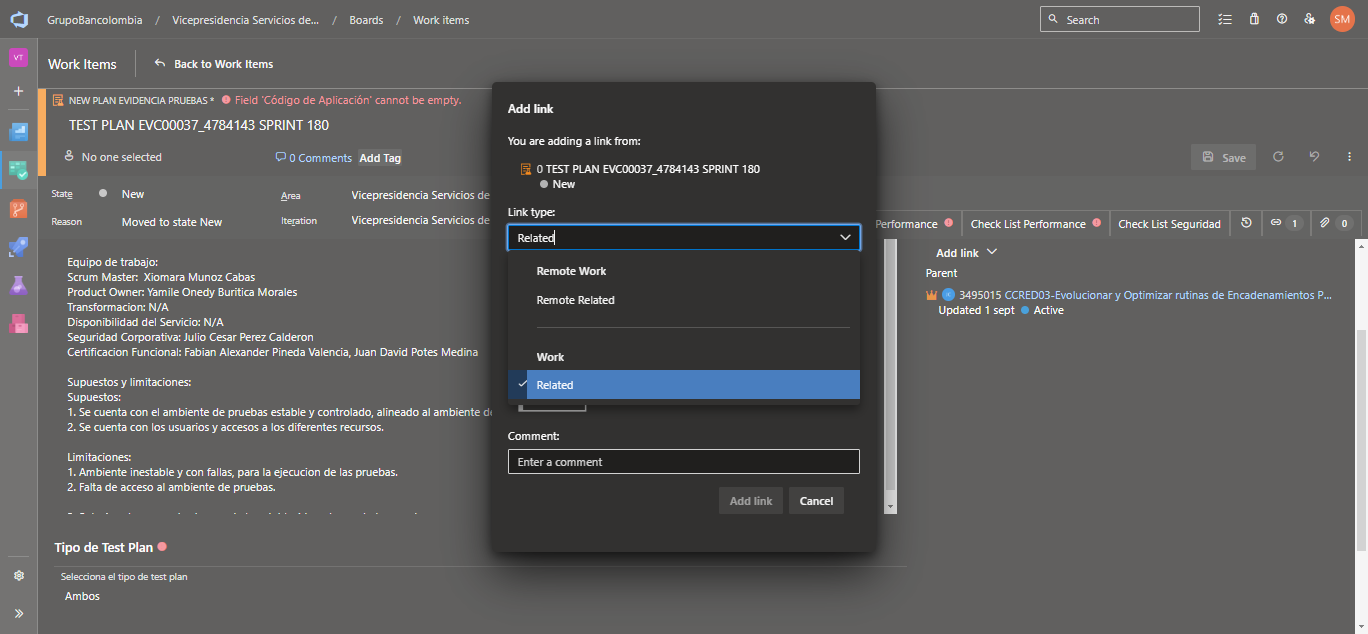 GrupoBancolombia / Vicepresidencia Servicios de... / Boards / Work items
Search
SM
VT
Work Items
Back to Work Items
NEW PLAN EVIDENCIA PRUEBAS * Field 'Código de Aplicación' cannot be empty.
TEST PLAN EVC00037_4784143 SPRINT 180
No one selected
0 Comments
Add Tag
Save
State
New
Area
Vicepresidencia Servicios de
Reason
Moved to state New
Iteration
Vicepresidencia Servicios de
Performance
Check List Performance
Check List Seguridad
1
0
Equipo de trabajo:
Scrum Master: Xiomara Munoz Cabas
Product Owner: Yamile Onedy Buritica Morales
Transformacion: N/A
Disponibilidad del Servicio: N/A
Seguridad Corporativa: Julio Cesar Perez Calderon
Certificacion Funcional: Fabian Alexander Pineda Valencia, Juan David Potes Medina
Supuestos y limitaciones:
Supuestos:
1. Se cuenta con el ambiente de pruebas estable y controlado, alineado al ambiente de
2. Se cuenta con los usuarios y accesos a los diferentes recursos.
Limitaciones:
1. Ambiente inestable y con fallas, para la ejecucion de las pruebas.
2. Falta de acceso al ambiente de pruebas.
Tipo de Test Plan
Selecciona el tipo de test plan
Ambos
Add link
You are adding a link from:
0 TEST PLAN EVC00037_4784143 SPRINT 180
New
Link type:
Related
Remote Work
Remote Related
Work
Related
Comment:
Enter a comment
Add link
Cancel
Add link
Parent
3495015 CCRED03-Evolucionar y Optimizar rutinas de Encadenamientos P...
Updated 1 sept
Active